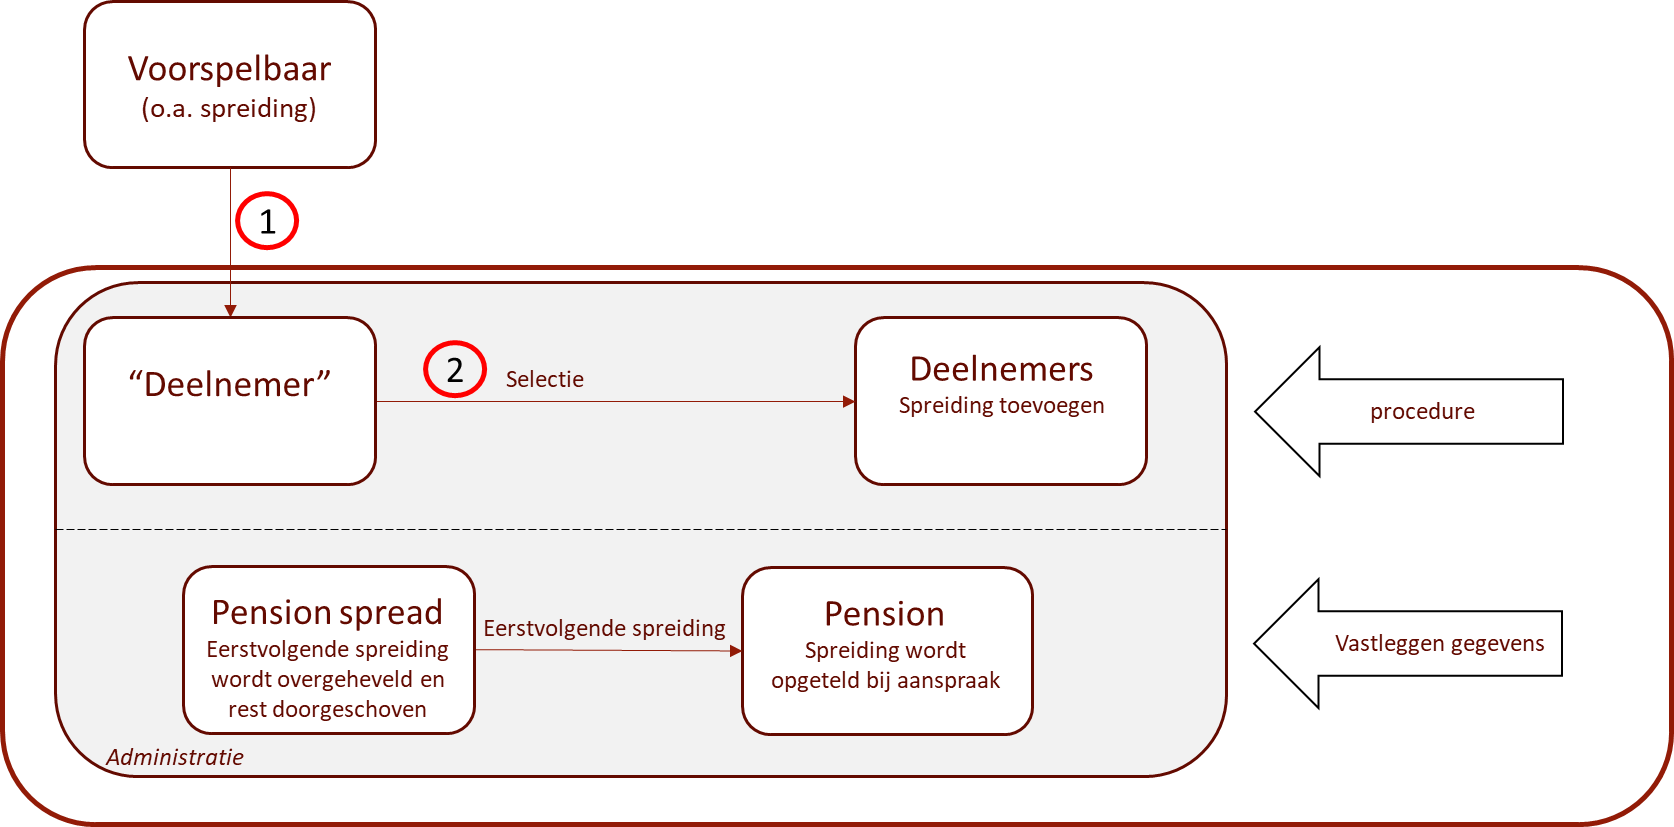 Voorspelbaar
(o.a. spreiding)
1
“Deelnemer”
2
Selectie
Deelnemers
Spreiding toevoegen
procedure
Pension spread
Eerstvolgende spreiding
wordt overgeheveld en
rest doorgeschoven
Eerstvolgende spreiding
Pension
Spreiding wordt
opgeteld bij aanspraak
Vastleggen gegevens
Administratie